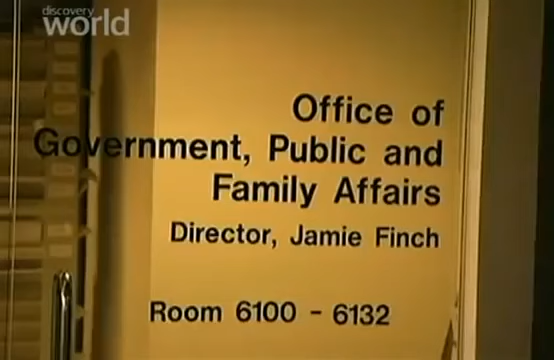 discovery
world
Office of
Government, Public and
Family Affairs
Director, Jamie Finch
Room 6100 - 6132